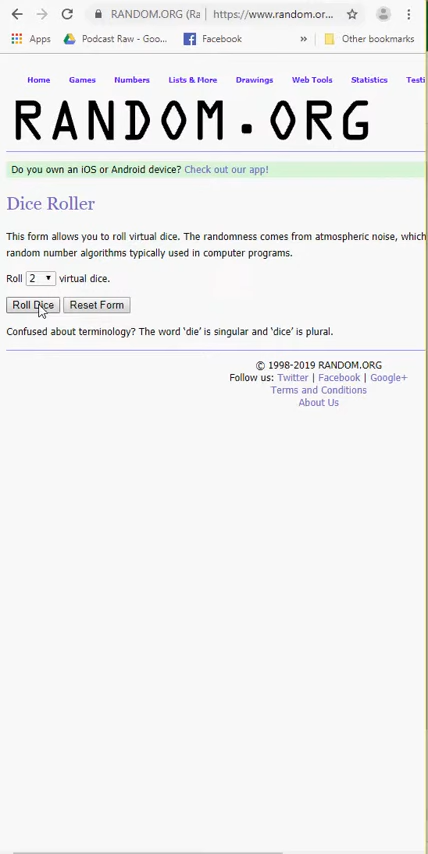 RANDOM.ORG (Ra https://www.random.or...
Apps Podcast Raw - Goo... Facebook » Other bookmarks
Home Games Numbers Lists & More Drawings Web Tools Statistics Testi
RANDOM.ORG
Do you own an iOS or Android device? Check out our app!
Dice Roller
This form allows you to roll virtual dice. The randomness comes from atmospheric noise, which
random number algorithms typically used in computer programs.
Roll 2 virtual dice.
Roll Dice Reset Form
Confused about terminology? The word ‘die’ is singular and ‘dice’ is plural.
© 1998-2019 RANDOM.ORG
Follow us: Twitter | Facebook | Google+
Terms and Conditions
About Us